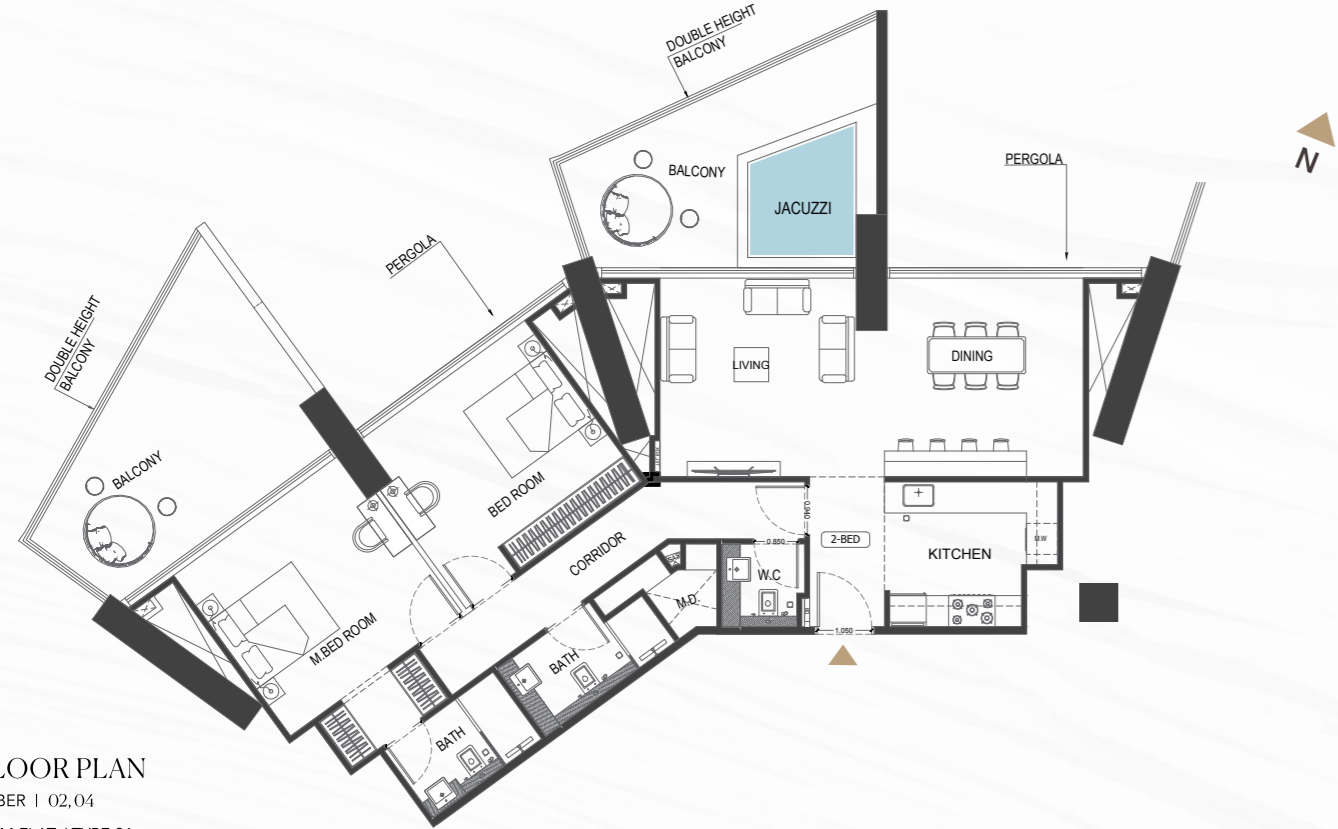 DOUBLE HEIGHT
BALCONY
PERGOLA
N
BALCONY
JACUZZI
PERGOLA
DOUBLE HEIGHT
BALCONY
LIVING
DINING
BALCONY
BED ROOM
0.940
2-BED
0.850
KITCHEN
M.W
CORRIDOR
W.C
M.D.
M.BED ROOM
1.050
BATH
BATH
LOOR PLAN
BER | 02,04